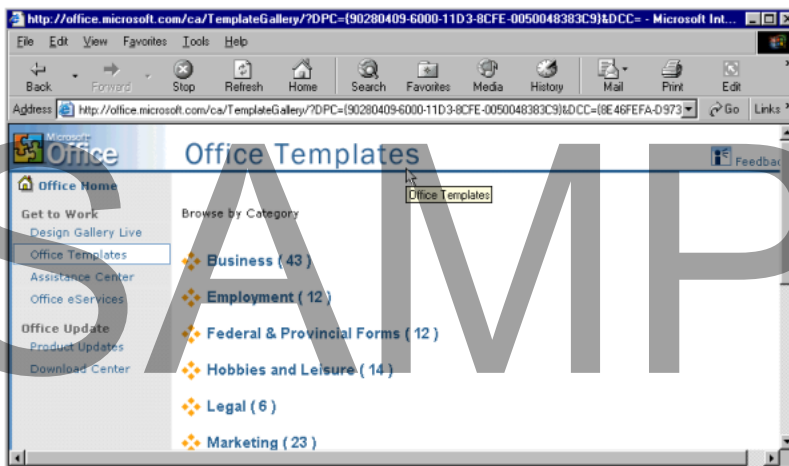 http://office.microsoft.com/ca/TemplateGallery/?DPC={90280409-6000-11D3-8CFE-0050048383C9}&DCC= - Microsoft Int...
File Edit View Favorites Tools Help
Back Forward Stop Refresh Home Search Favorites Media History Mail Print Edit
Address http://office.microsoft.com/ca/TemplateGallery/?DPC={90280409-6000-11D3-8CFE-0050048383C9}&DCC={8E46FEFA-D973 Go Links
Microsoft
Office
Office Templates
Feedbac
Office Home
Office Templates
Get to Work
Browse by Category
Design Gallery Live
Office Templates
Business ( 43 )
Assistance Center
Office eServices
Employment ( 12 )
Office Update
Federal & Provincial Forms ( 12 )
Product Updates
Download Center
Hobbies and Leisure ( 14 )
Legal ( 6 )
Marketing ( 23 )
SAMP